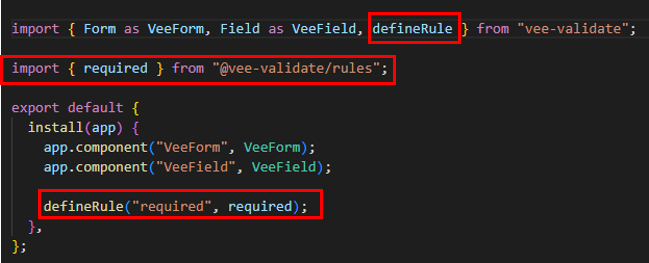 import { Form as VeeForm, Field as VeeField, defineRule } from "vee-validate";
import { required } from "@vee-validate/rules";
export default {
install(app) {
app.component("VeeForm", VeeForm);
app.component("VeeField", VeeField);
defineRule("required", required);
},
};